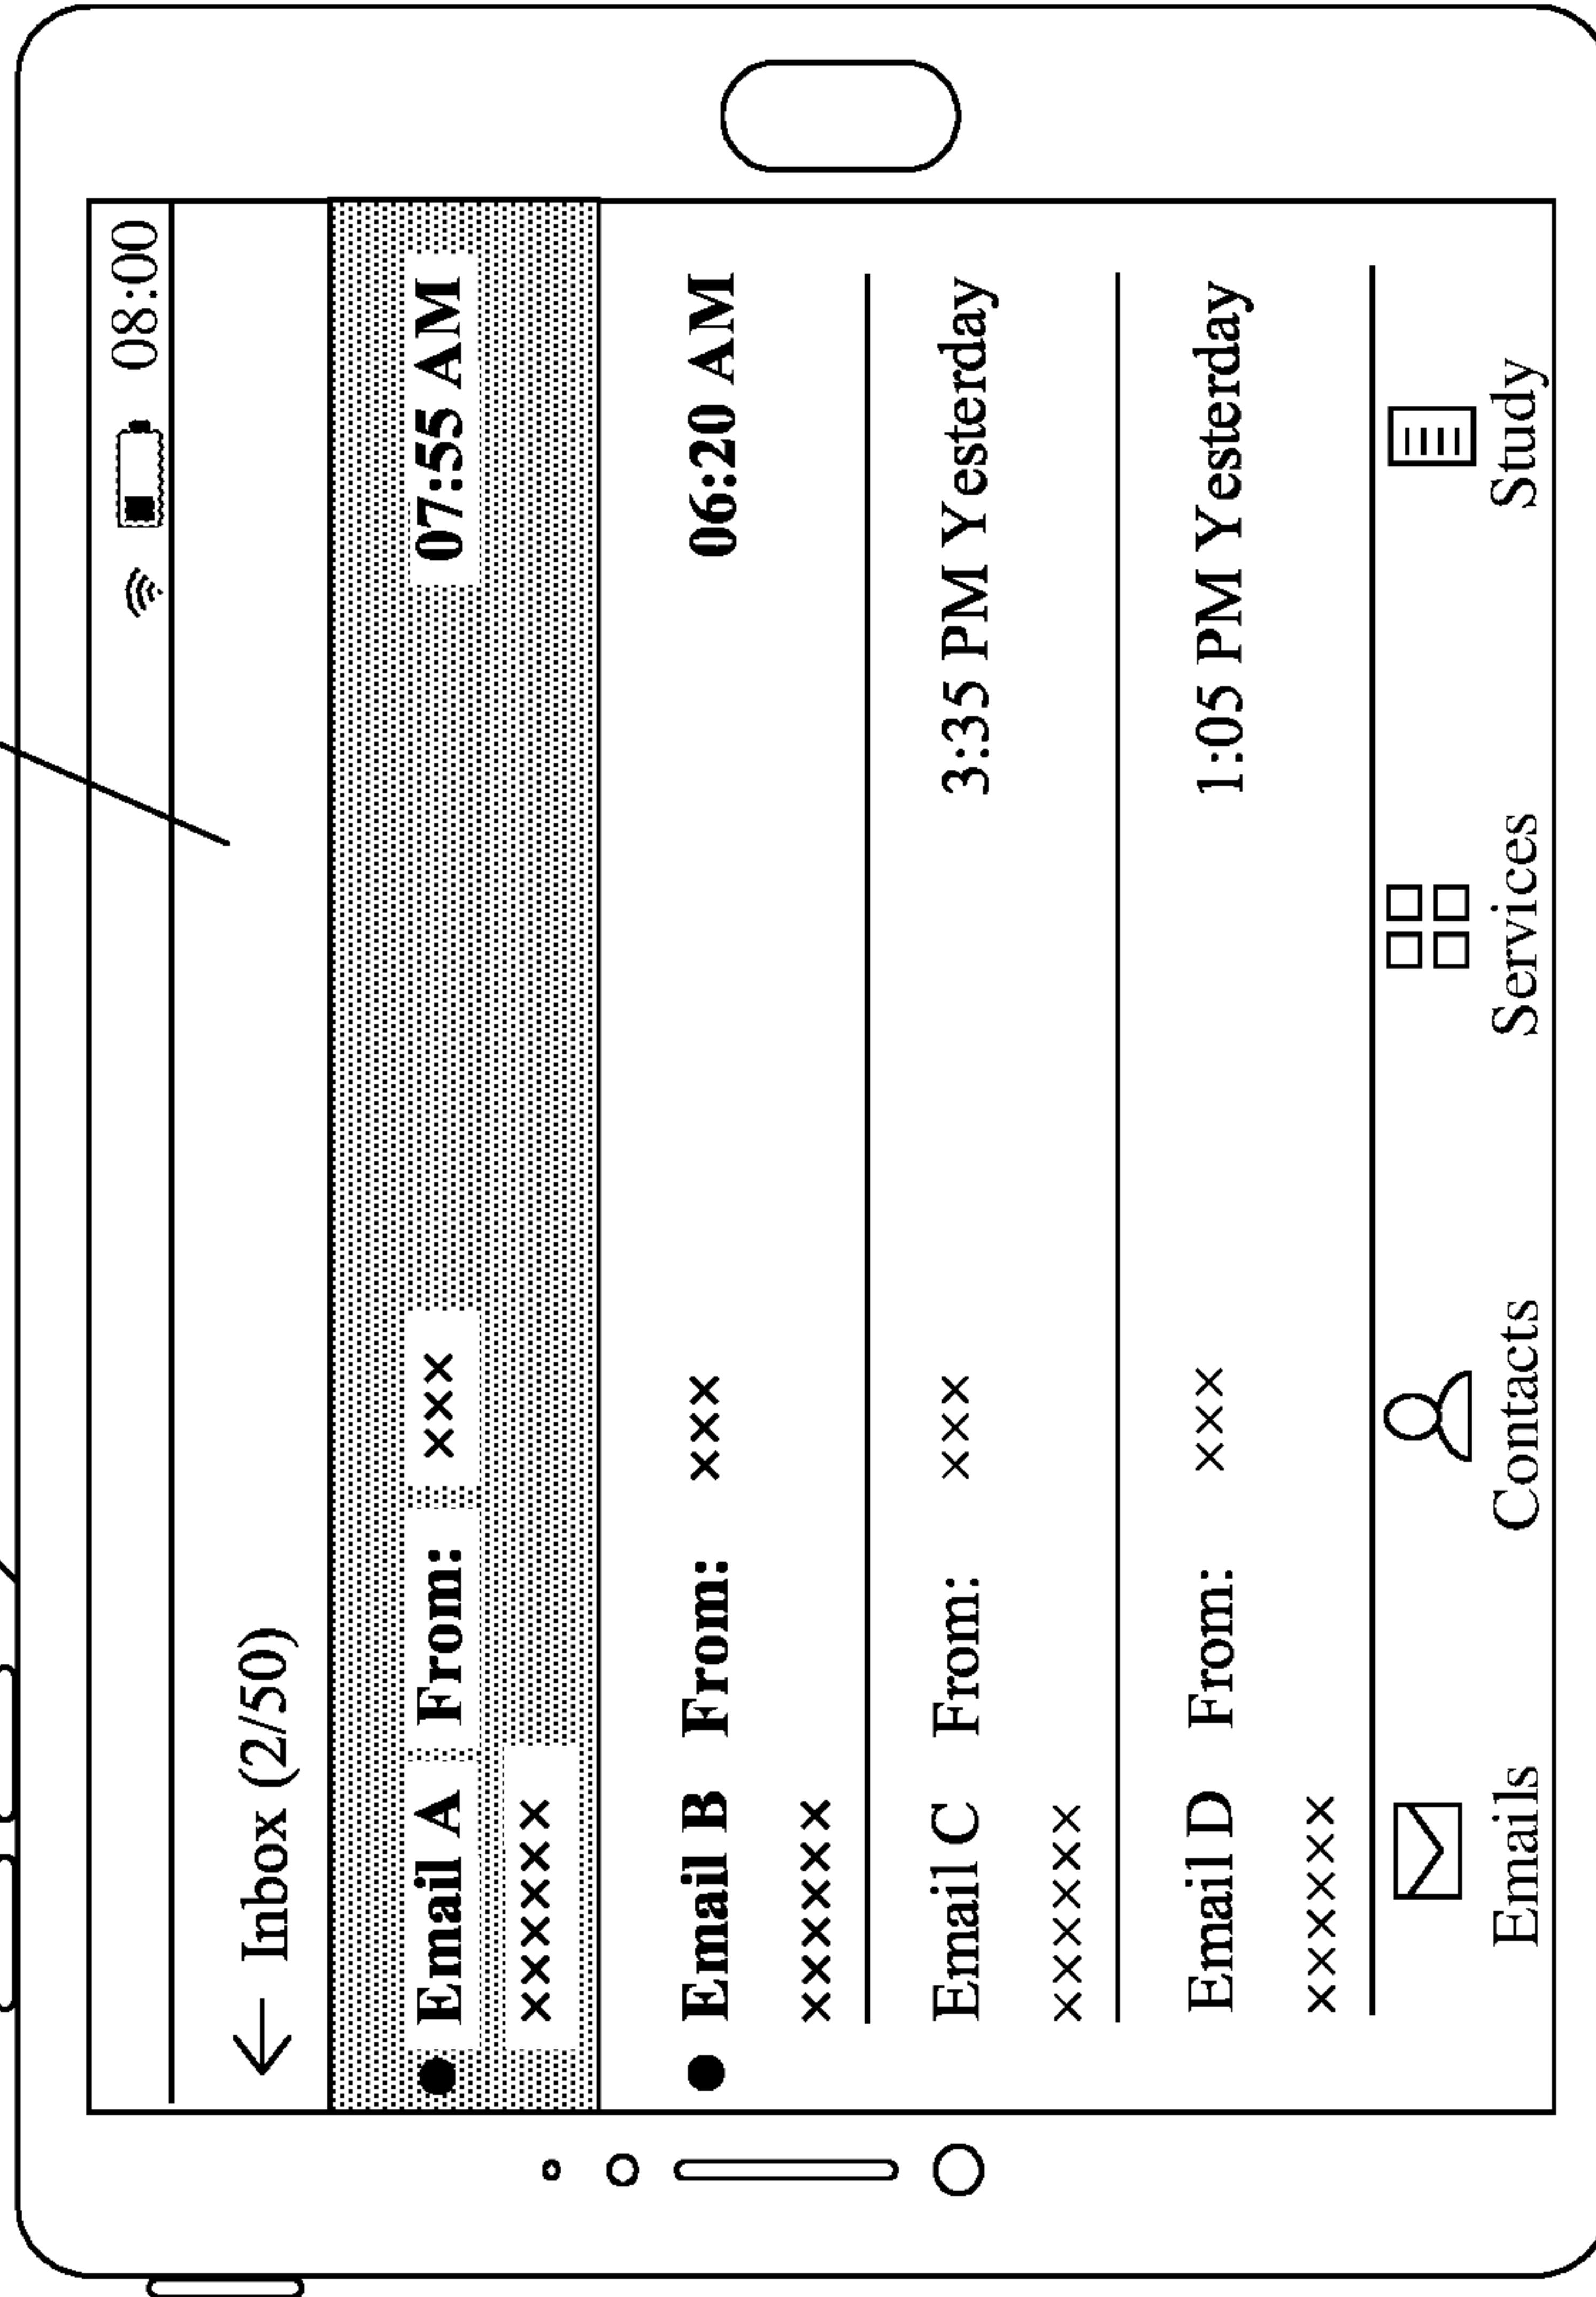 08:00
← Inbox (2/50)
● Email A From: ××× 07:55 AM
××××××
● Email B From: ××× 06:20 AM
××××××
Email C From: ××× 3:35 PM Yesterday
××××××
Email D From: ××× 1:05 PM Yesterday
××××××
Emails Contacts Services Study